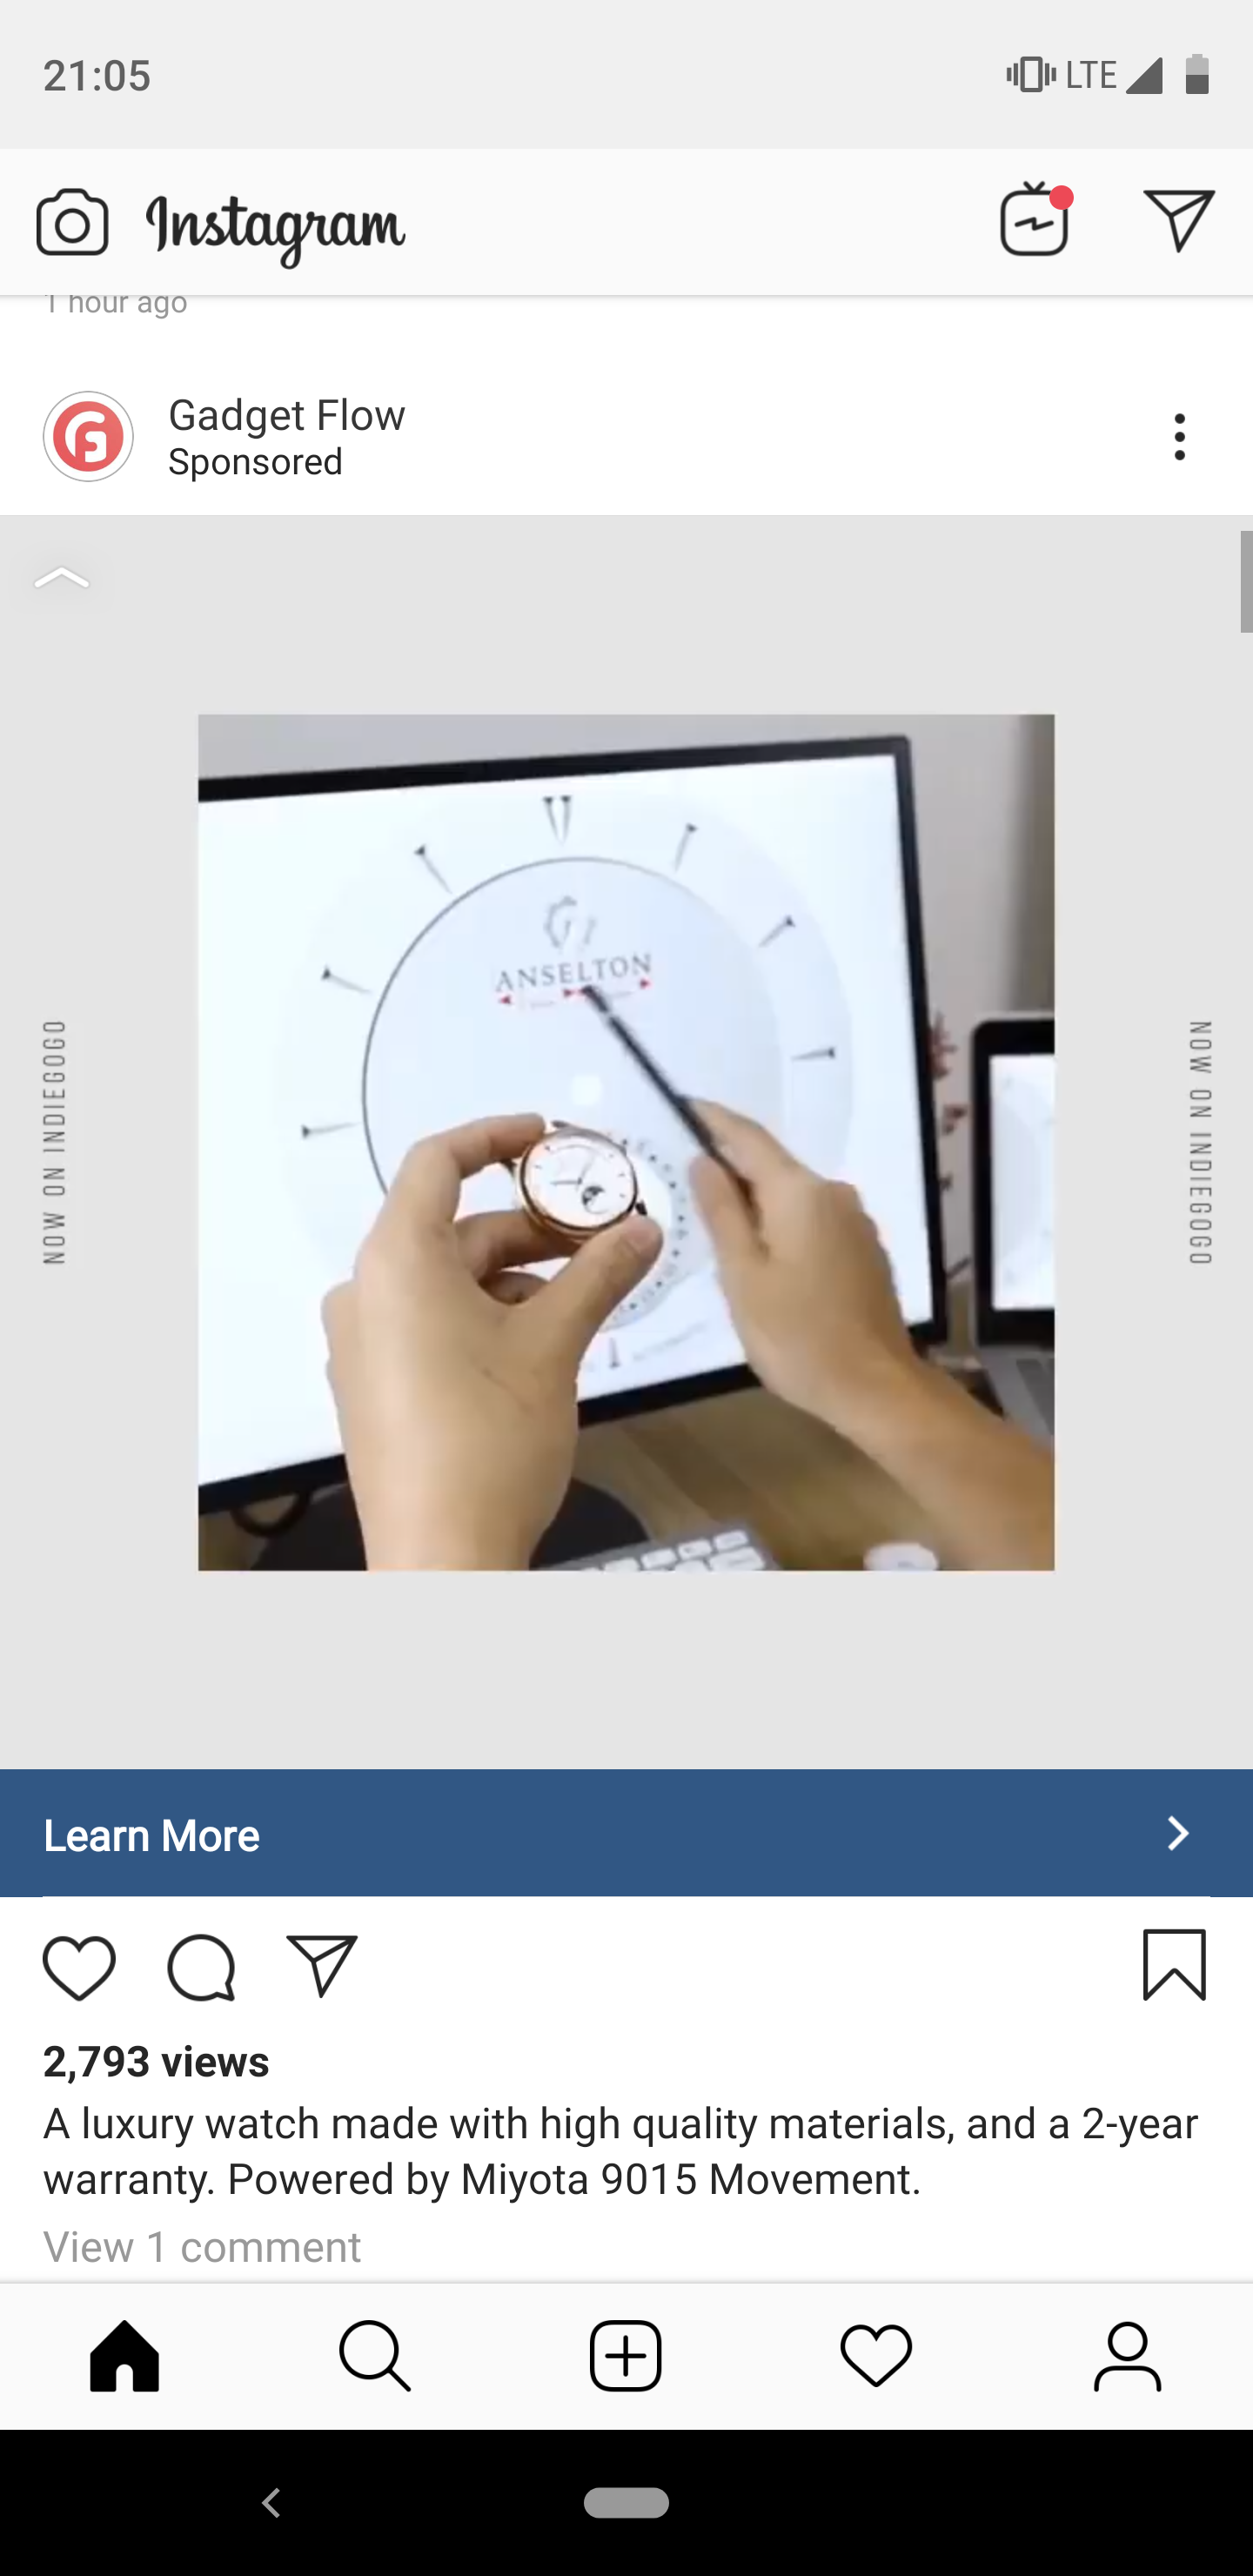 21:05
LTE
Instagram
1 hour ago
Gadget Flow
Sponsored
ANSELTON
NOW ON INDIEGOGO
NOW ON INDIEGOGO
Learn More
2,793 views
A luxury watch made with high quality materials, and a 2-year
warranty. Powered by Miyota 9015 Movement.
View 1 comment